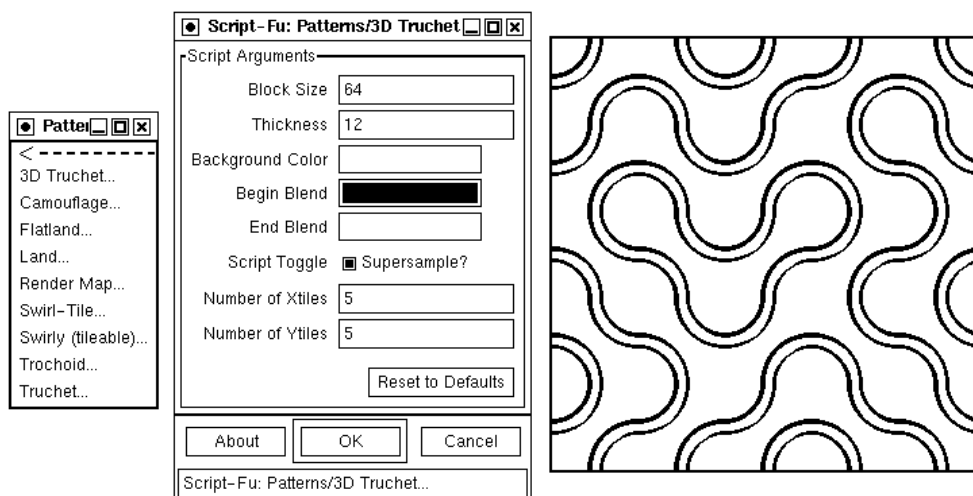 Patter
<
3D Truchet...
Camouflage...
Flatland...
Land...
Render Map...
Swirl-Tile...
Swirly (tileable)...
Trochoid...
Truchet...
Script-Fu: Patterns/3D Truchet
Script Arguments
Block Size 64
Thickness 12
Background Color
Begin Blend
End Blend
Script Toggle Supersample?
Number of Xtiles 5
Number of Ytiles 5
Reset to Defaults
About OK Cancel
Script-Fu: Patterns/3D Truchet...